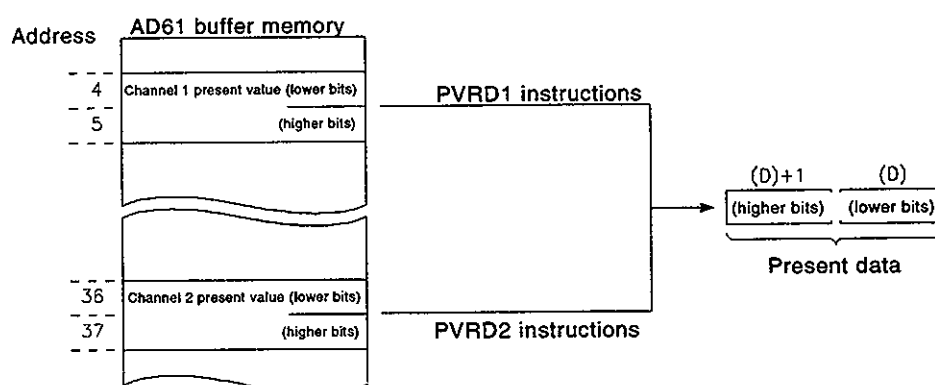 Address
AD61 buffer memory
4
Channel 1 present value (lower bits)
5
(higher bits)
PVRD1 instructions
(D)+1
(D)
(higher bits)
(lower bits)
Present data
36
Channel 2 present value (lower bits)
37
(higher bits)
PVRD2 instructions